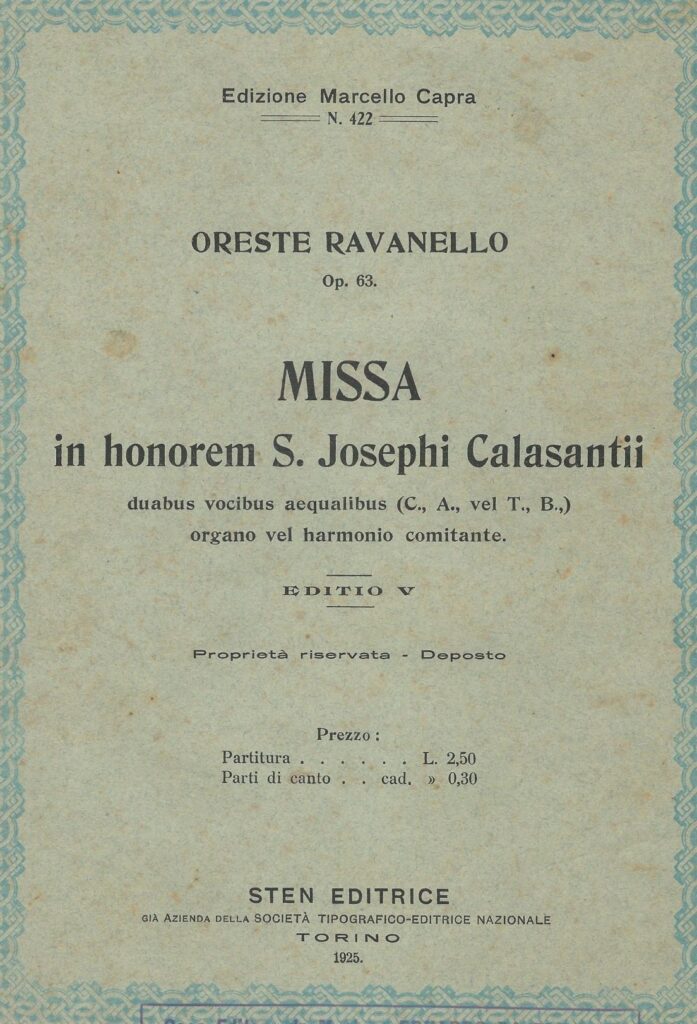 Edizione Marcello Capra
N. 422
ORESTE RAVANELLO
Op. 63.
MISSA
in honorem S. Josephi Calasantii
duabus vocibus aequalibus (C., A., vel T., B.,)
organo vel harmonio comitante.
EDITIO V
Proprietà riservata - Deposto
Prezzo :
Partitura . . . . . . L. 2,50
Parti di canto . . cad. » 0,30
STEN EDITRICE
GIÀ AZIENDA DELLA SOCIETÀ TIPOGRAFICO-EDITRICE NAZIONALE
TORINO
1925.